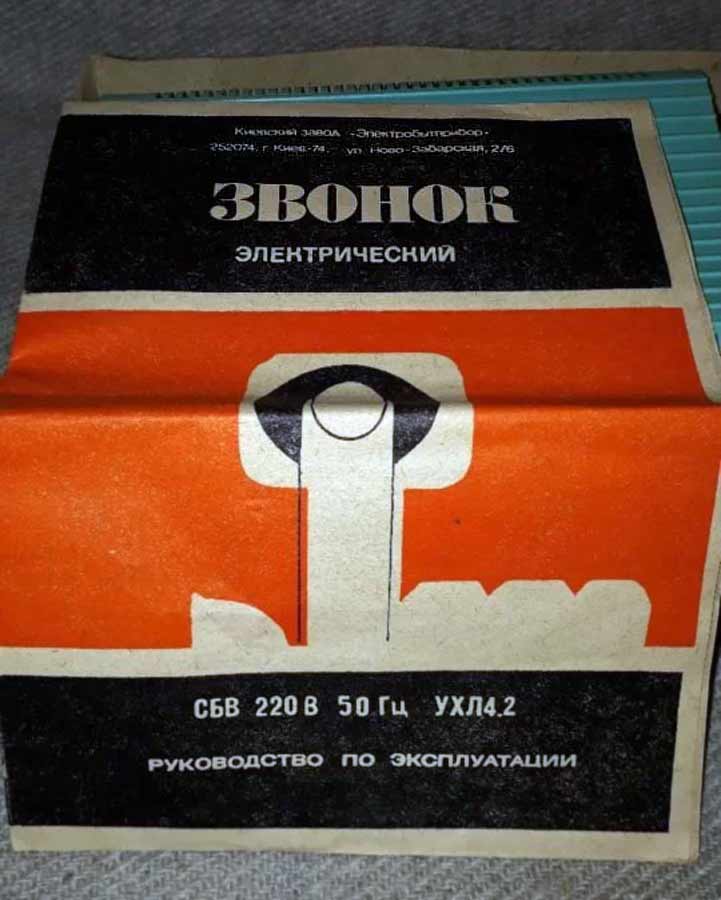 Киевский завод «Электробытприбор»
252074, г. Киев-74, ул. Ново-Забарская, 2/6
ЗВОНОК
ЭЛЕКТРИЧЕСКИЙ
СБВ 220 В 50 Гц УХЛ4.2
РУКОВОДСТВО ПО ЭКСПЛУАТАЦИИ